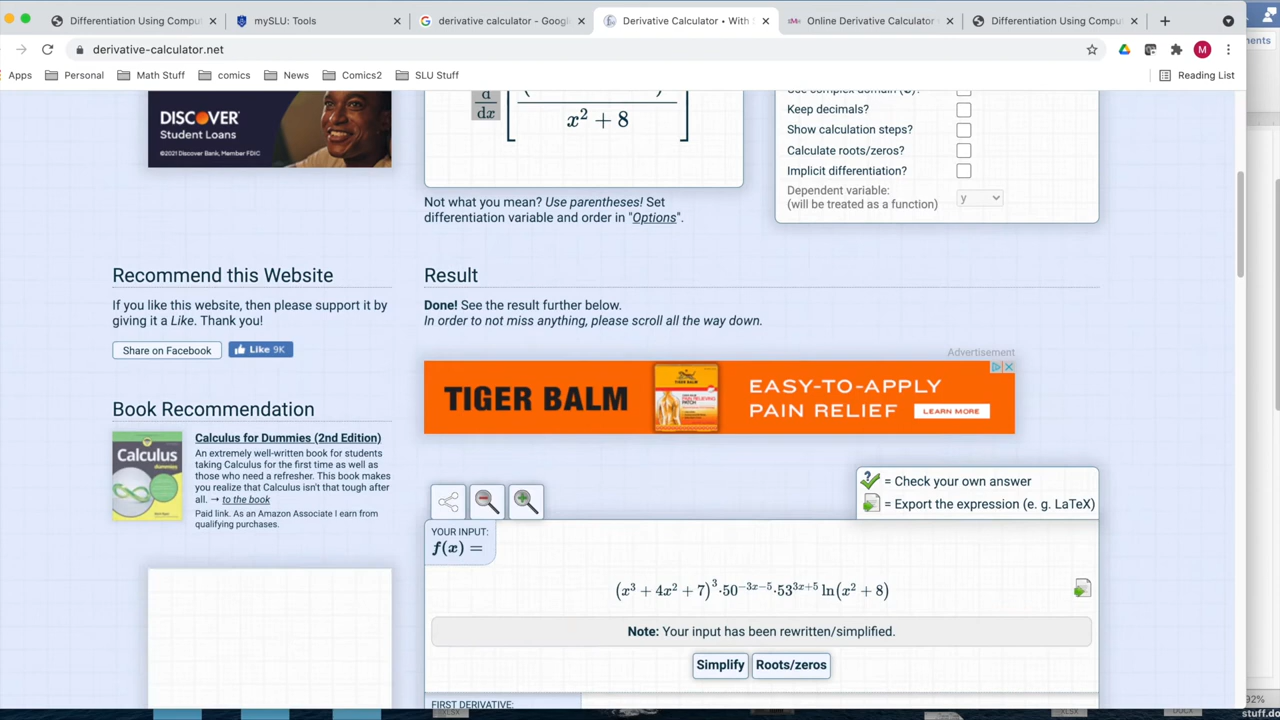 Differentiation Using Compu
mySLU: Tools
derivative calculator - Goog
Derivative Calculator • With S
Online Derivative Calculator
Differentiation Using Compu
derivative-calculator.net
M
Apps
Personal
Math Stuff
comics
News
Comics2
SLU Stuff
Reading List
DISCOVER
Student Loans
©2021 Discover Bank, Member FDIC
d
dx
x² + 8
Keep decimals?
Show calculation steps?
Calculate roots/zeros?
Implicit differentiation?
Dependent variable:
(will be treated as a function)
y
Not what you mean? Use parentheses! Set
differentiation variable and order in "Options".
Recommend this Website
If you like this website, then please support it by
giving it a Like. Thank you!
Share on Facebook
Like 9K
Result
Done! See the result further below.
In order to not miss anything, please scroll all the way down.
Advertisement
TIGER BALM
EASY-TO-APPLY
PAIN RELIEF
LEARN MORE
Book Recommendation
Calculus
Calculus for Dummies (2nd Edition)
An extremely well-written book for students
taking Calculus for the first time as well as
those who need a refresher. This book makes
you realize that Calculus isn't that tough after
all. → to the book
Paid link. As an Amazon Associate I earn from
qualifying purchases.
= Check your own answer
= Export the expression (e. g. LaTeX)
YOUR INPUT:
f(x) =
(x³ + 4x² + 7)³·50⁻³ˣ⁻⁵·53³ˣ⁺⁵ ln(x² + 8)
Note: Your input has been rewritten/simplified.
Simplify
Roots/zeros
FIRST DERIVATIVE:
92%
stuff.do